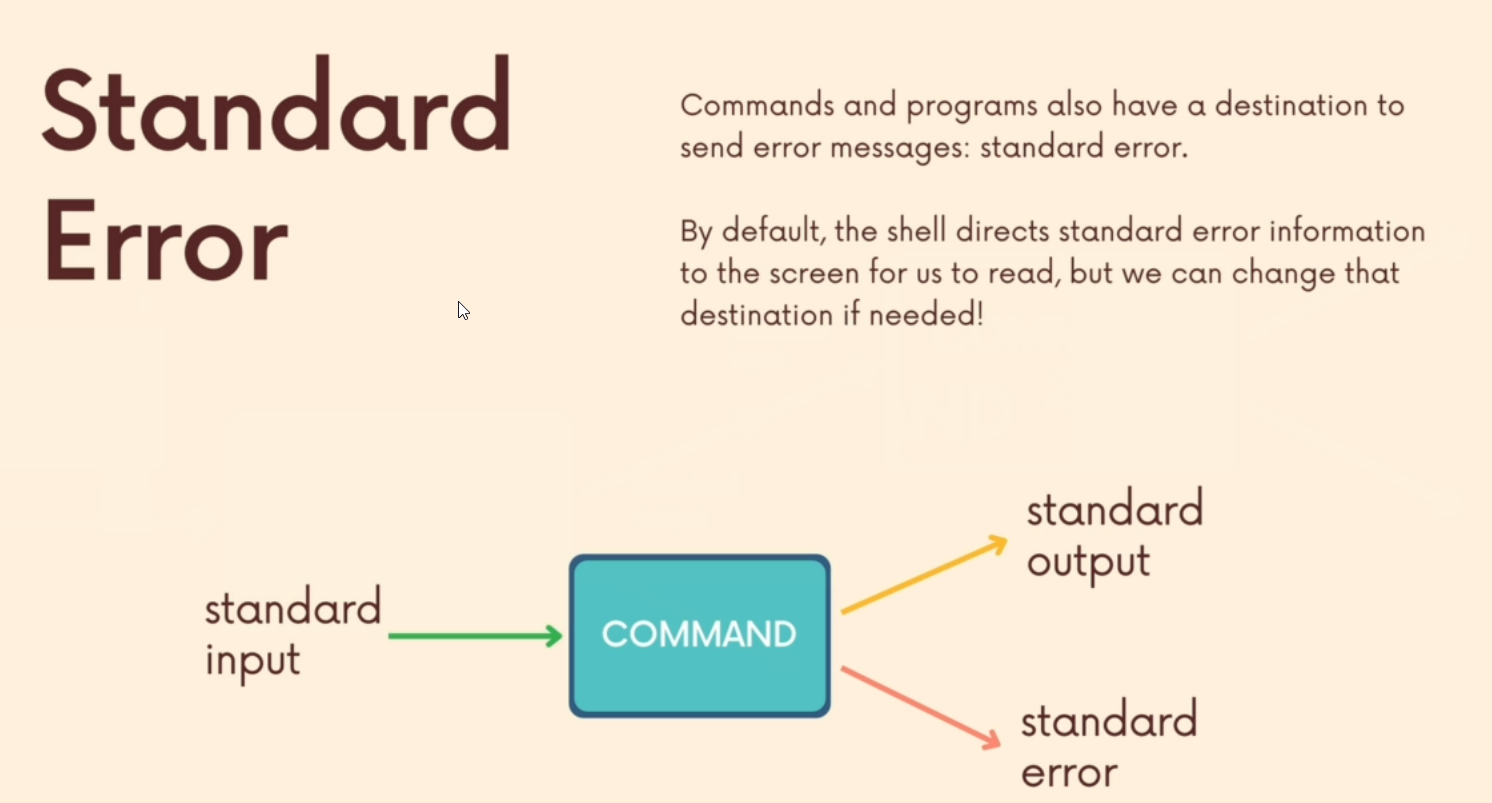 Standard
Error
Commands and programs also have a destination to
send error messages: standard error.
By default, the shell directs standard error information
to the screen for us to read, but we can change that
destination if needed!
standard
input
COMMAND
standard
output
standard
error